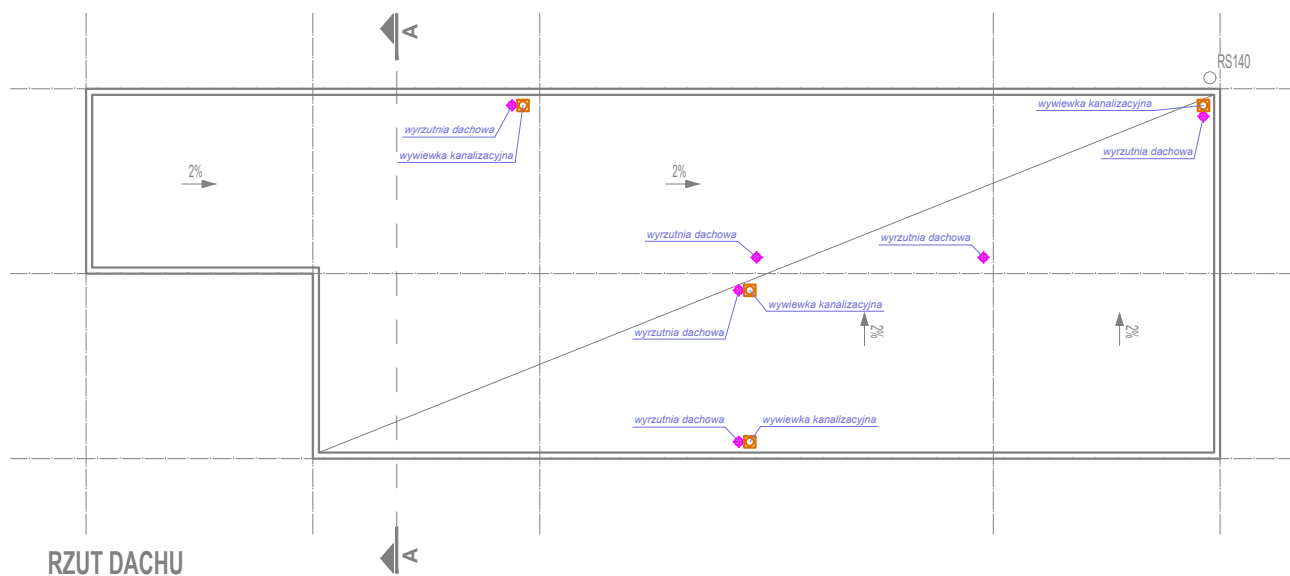 A
RS140
wywiewka kanalizacyjna
wyrzutnia dachowa
wywiewka kanalizacyjna
wyrzutnia dachowa
2%
2%
wyrzutnia dachowa
wyrzutnia dachowa
wywiewka kanalizacyjna
wyrzutnia dachowa
2%
2%
wyrzutnia dachowa
wywiewka kanalizacyjna
A
RZUT DACHU